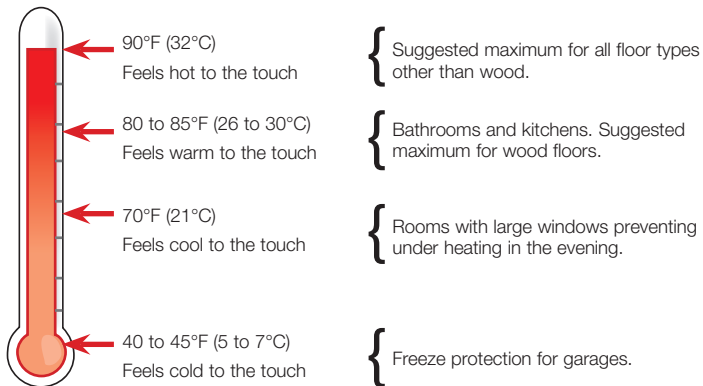 90°F (32°C)
Feels hot to the touch
Suggested maximum for all floor types
other than wood.
80 to 85°F (26 to 30°C)
Feels warm to the touch
Bathrooms and kitchens. Suggested
maximum for wood floors.
70°F (21°C)
Feels cool to the touch
Rooms with large windows preventing
under heating in the evening.
40 to 45°F (5 to 7°C)
Feels cold to the touch
Freeze protection for garages.